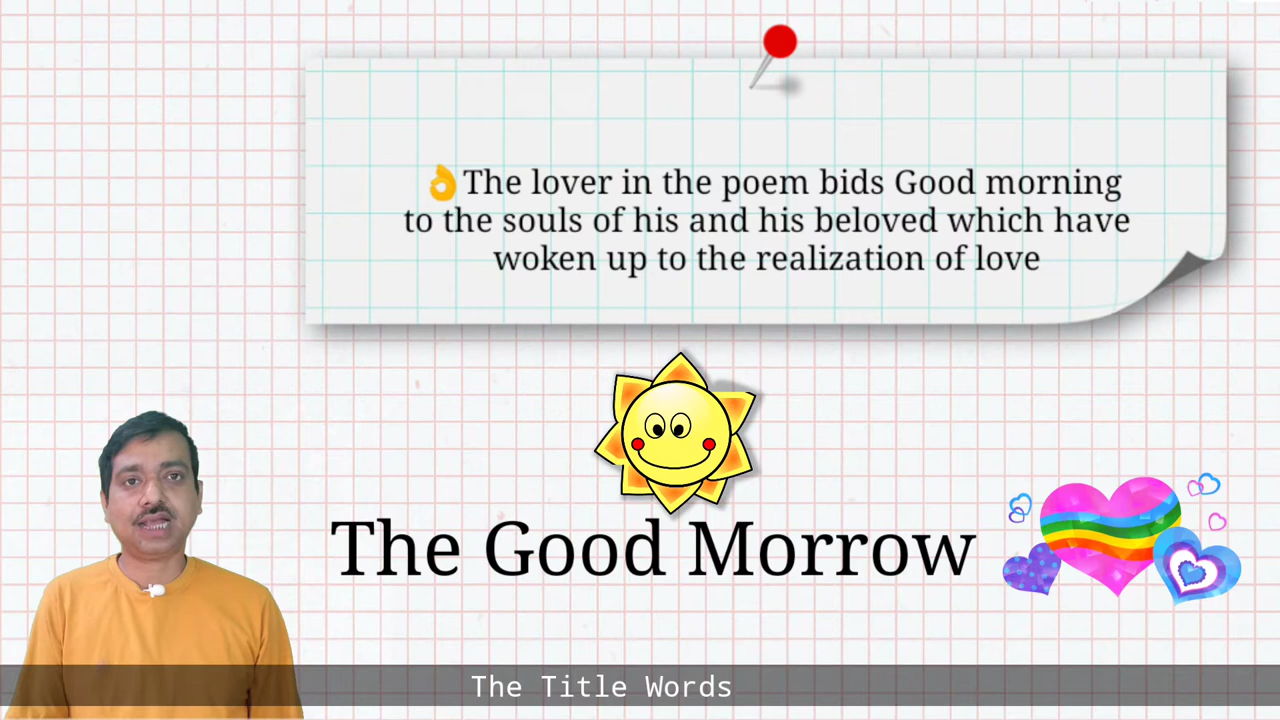 👌The lover in the poem bids Good morning
to the souls of his and his beloved which have
woken up to the realization of love
The Good Morrow
The Title Words